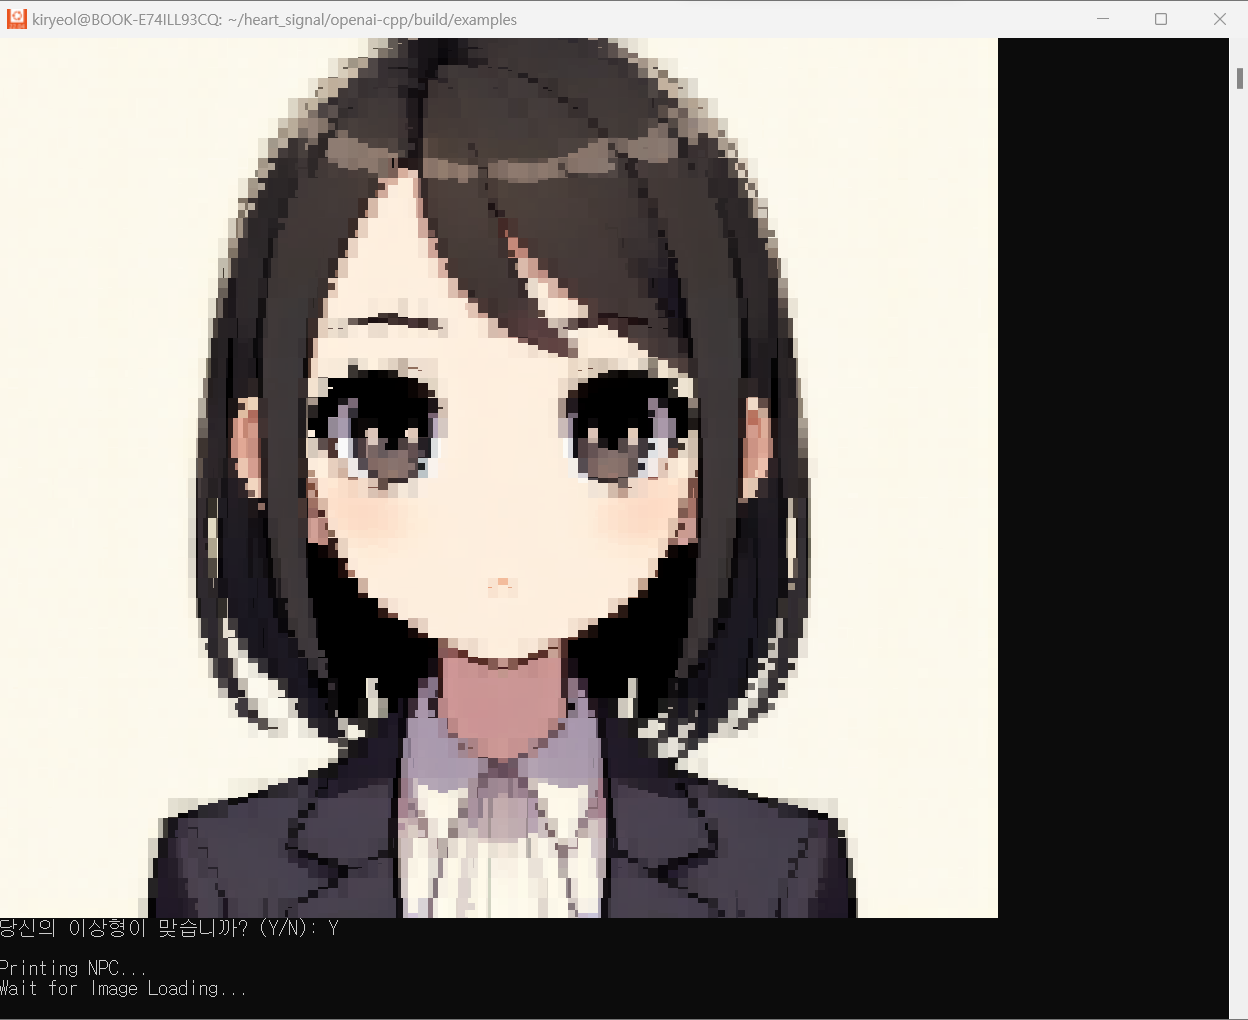 kiryeol@BOOK-E74ILL93CQ: ~/heart_signal/openai-cpp/build/examples
당신의 이상형이 맞습니까? (Y/N): Y
Printing NPC...
Wait for Image Loading...